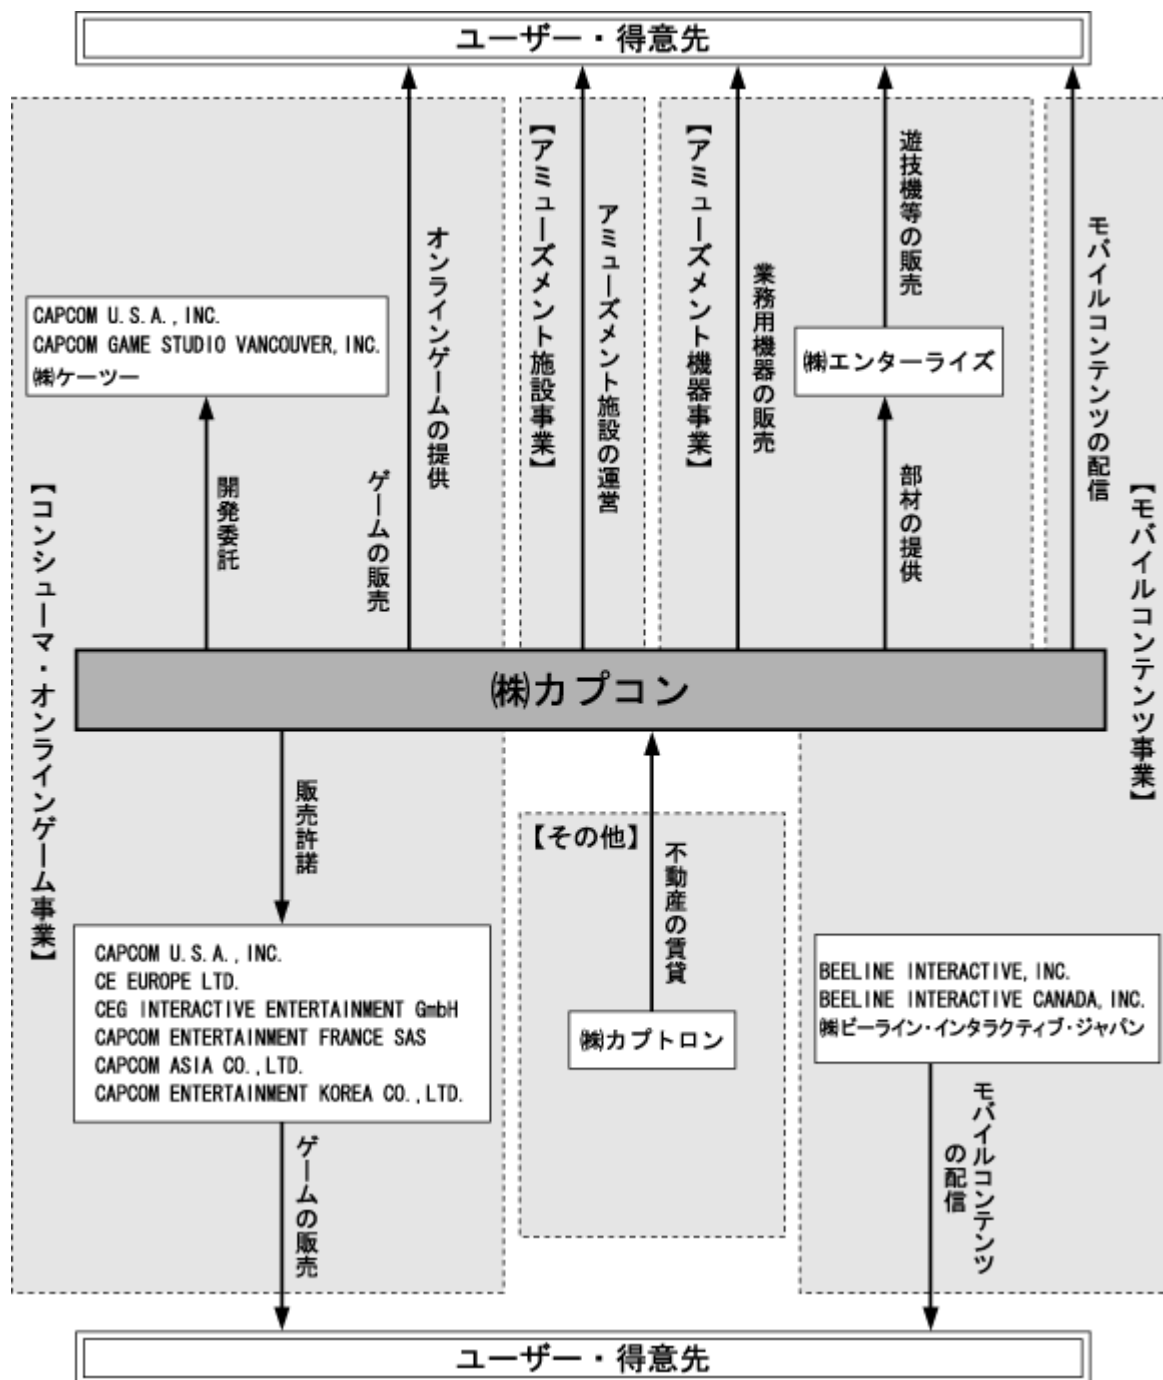 ユーザー・得意先
【コンシューマ・オンラインゲーム事業】
CAPCOM U.S.A.,INC.
CAPCOM GAME STUDIO VANCOUVER,INC.
㈱ケーツー
開発委託
ゲームの販売
オンラインゲームの提供
【アミューズメント施設事業】
アミューズメント施設の運営
【アミューズメント機器事業】
業務用機器の販売
遊技機等の販売
㈱エンターライズ
部材の提供
モバイルコンテンツの配信
【モバイルコンテンツ事業】
㈱カプコン
販売許諾
CAPCOM U.S.A.,INC.
CE EUROPE LTD.
CEG INTERACTIVE ENTERTAINMENT GmbH
CAPCOM ENTERTAINMENT FRANCE SAS
CAPCOM ASIA CO.,LTD.
CAPCOM ENTERTAINMENT KOREA CO.,LTD.
ゲームの販売
【その他】
不動産の賃貸
㈱カプトロン
BEELINE INTERACTIVE,INC.
BEELINE INTERACTIVE CANADA,INC.
㈱ビーライン・インタラクティブ・ジャパン
モバイルコンテンツ
の配信
ユーザー・得意先